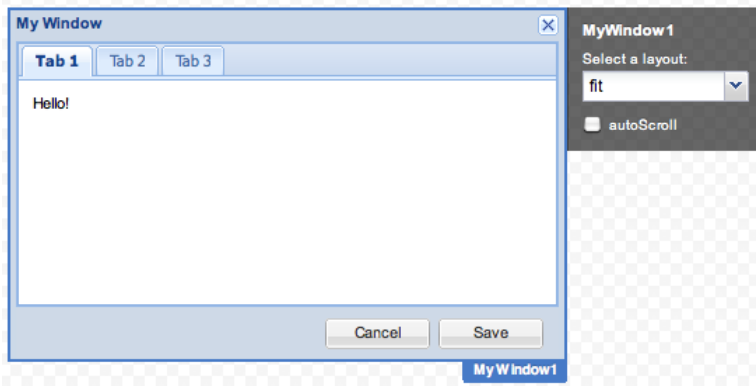 My Window
Tab 1 Tab 2 Tab 3
Hello!
Cancel Save
MyWindow1
MyWindow1
Select a layout:
fit
autoScroll